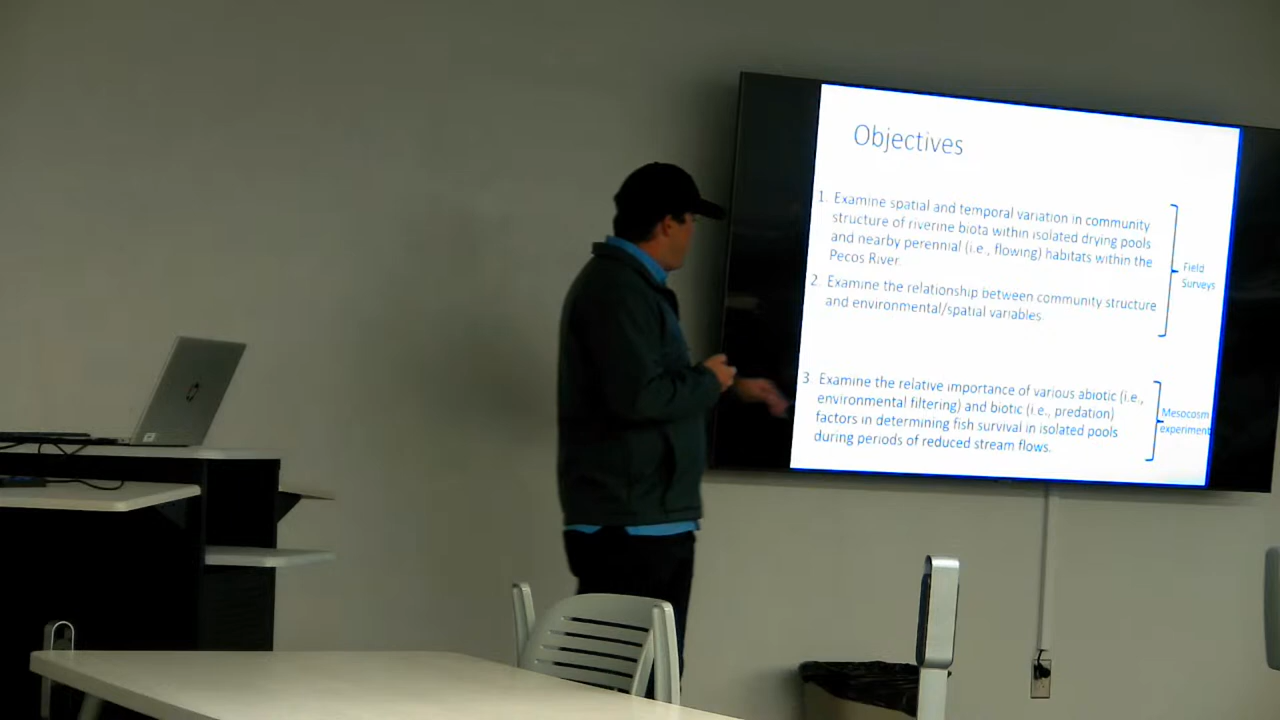 Objectives
1. Examine spatial and temporal variation in community
structure of riverine biota within isolated drying pools
and nearby perennial (i.e., flowing) habitats within the
Pecos River.
2. Examine the relationship between community structure
and environmental/spatial variables.
Field
Surveys
3. Examine the relative importance of various abiotic (i.e.,
environmental filtering) and biotic (i.e., predation)
factors in determining fish survival in isolated pools
during periods of reduced stream flows.
Mesocosm
experiment